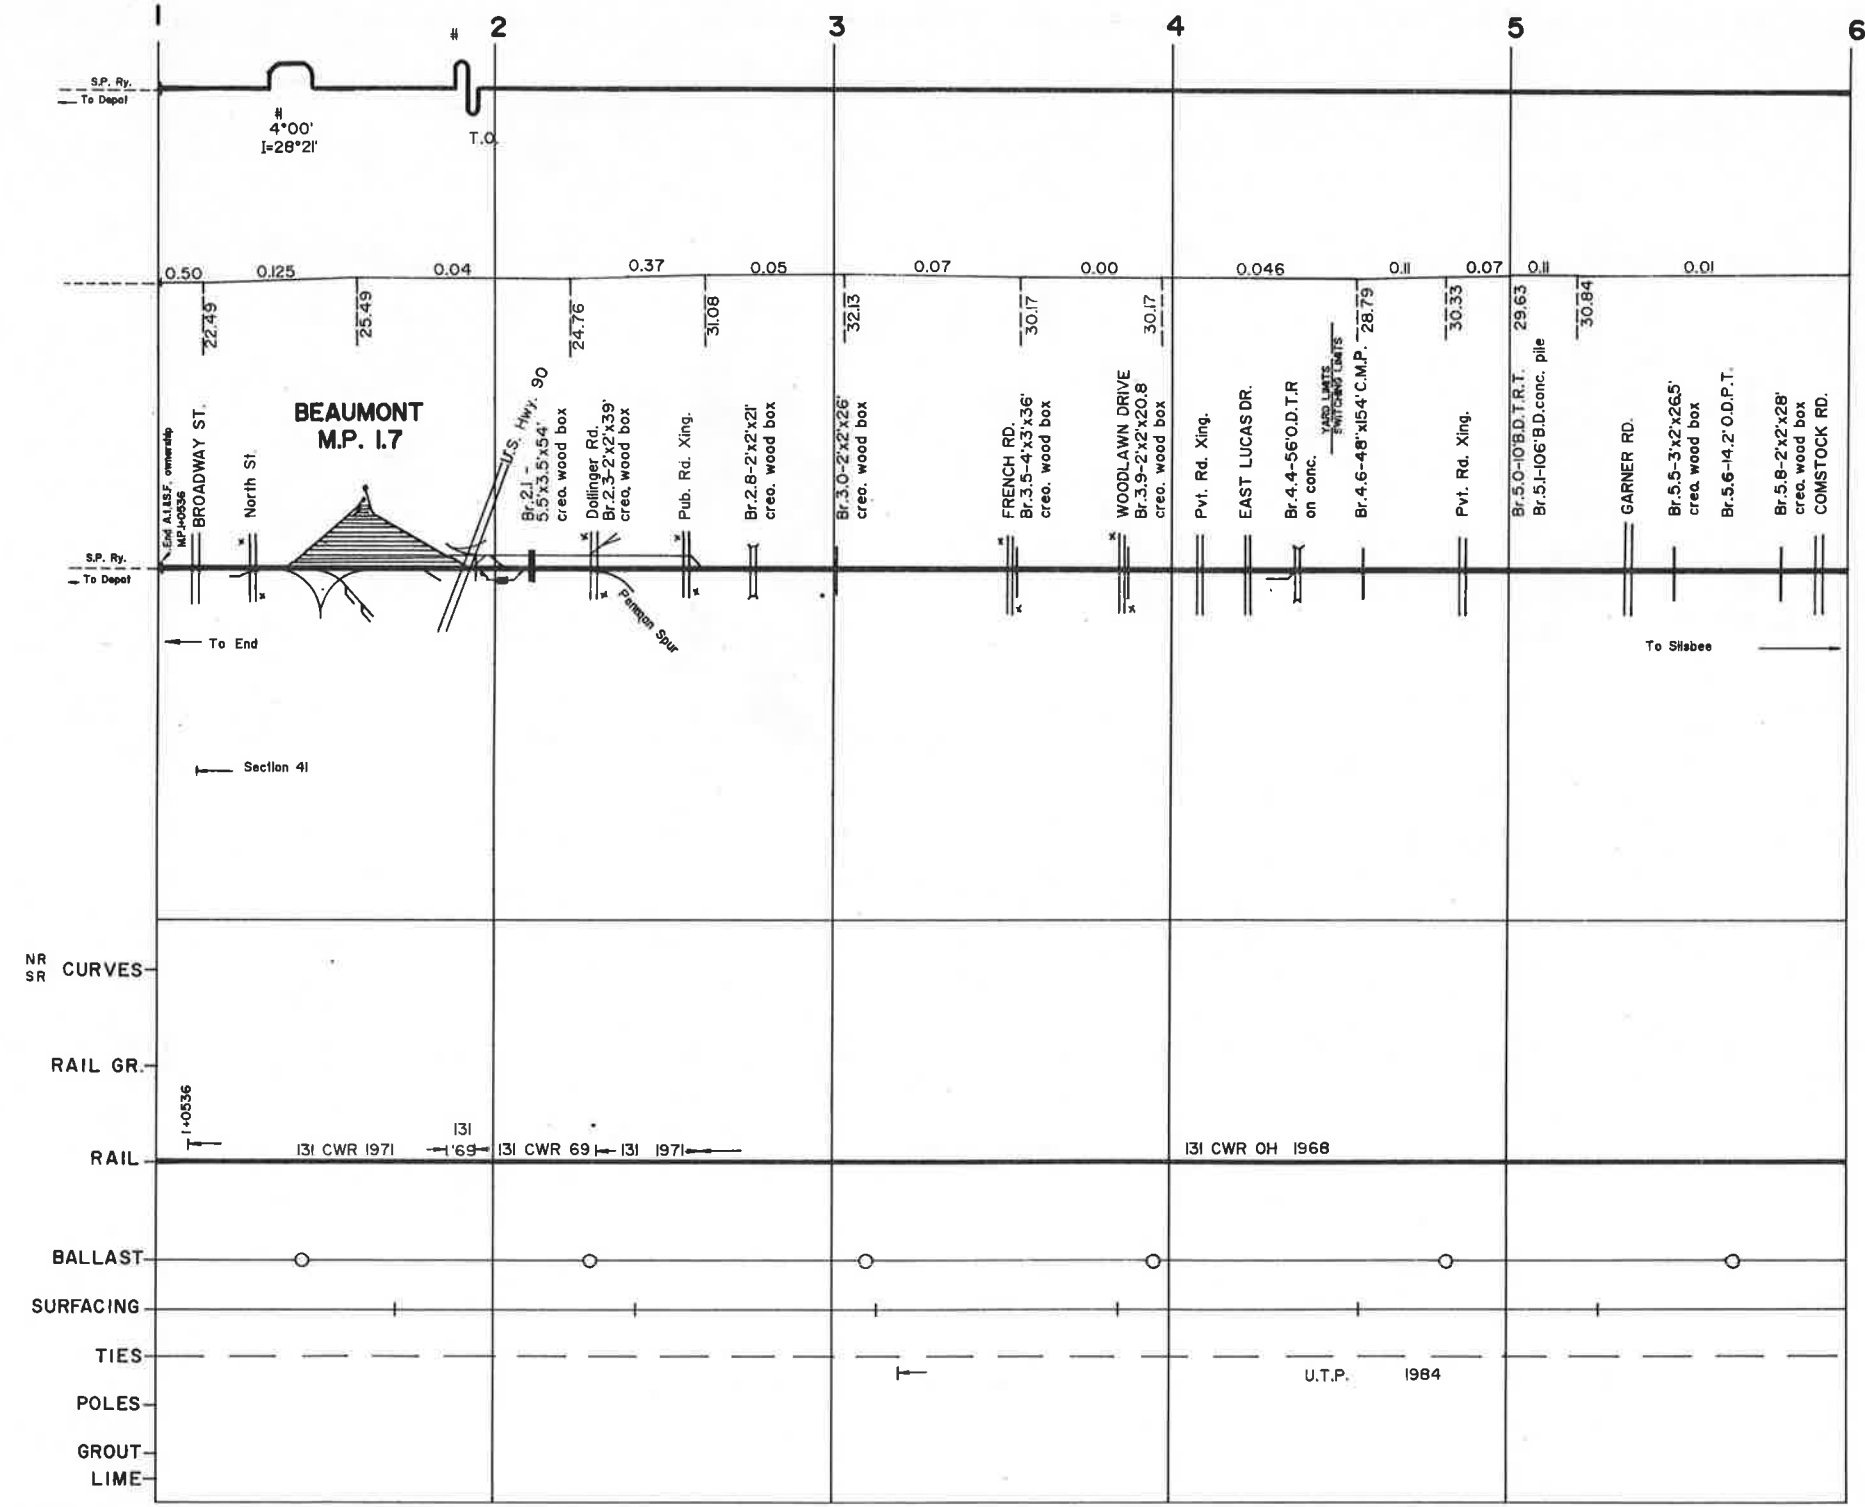 1
2
3
4
5
6
#
S.P. Ry.
To Depot
#
4°00'
I=28°21'
T.O.
0.50
0.125
0.04
0.37
0.05
0.07
0.00
0.046
0.11
0.07
0.11
0.01
22.49
25.49
24.76
31.08
32.13
30.17
30.17
28.79
30.33
29.63
30.84
End A.T.&S.F. ownership
M.P.1+0536
BROADWAY ST.
North St.
BEAUMONT
M.P. 1.7
U.S. Hwy. 90
Br.2.1 -
5.5'x3.5'x54'
creo. wood box
Dollinger Rd.
Br.2.3-2'x2'x39'
creo. wood box
Pub. Rd. Xing.
Br.2.8-2'x2'x21'
creo. wood box
Br.3.0-2'x2'x26'
creo. wood box
FRENCH RD.
Br.3.5-4'x3'x36'
creo. wood box
WOODLAWN DRIVE
Br.3.9-2'x2'x20.8
creo. wood box
Pvt. Rd. Xing.
EAST LUCAS DR.
Br.4.4-56'O.D.T.R
on conc.
YARD LIMITS
SWITCHING LIMITS
Br.4.6-48"x154' C.M.P.
Pvt. Rd. Xing.
Br.5.0-10'B.D.T.R.T.
Br.5.1-106' B.D.conc. pile
GARNER RD.
Br.5.5-3'x2'x26.5'
creo. wood box
Br.5.6-14.2' O.D.P.T.
Br.5.8-2'x2'x28'
creo. wood box
COMSTOCK RD.
S.P. Ry.
To Depot
x
x
x
x
x
x
x
x
x
x
Spur
To End
To Silsbee
Section 41
NR
SR
CURVES
RAIL GR.
1+0536
RAIL
131 CWR 1971
131
'69
131 CWR 69
131 1971
131 CWR OH 1968
BALLAST
SURFACING
TIES
U.T.P. 1984
POLES
GROUT
LIME